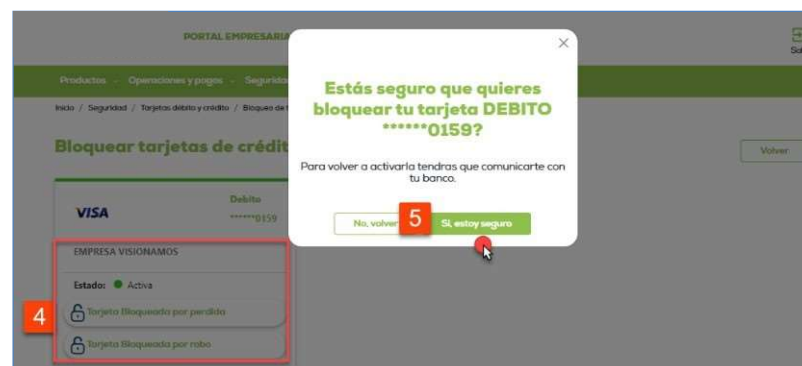 PORTAL EMPRESARIA
Productos
Operaciones y pagos
Segurida
Inicio / Seguridad / Tarjetas débito y crédito / Bloqueo de t
Bloquear tarjetas de crédit
Volver
VISA
Debito
******0159
EMPRESA VISIONAMOS
Estado: Activa
4
Tarjeta Bloqueada por perdida
Tarjeta Bloqueada por robo
Estás seguro que quieres
bloquear tu tarjeta DEBITO
******0159?
Para volver a activarla tendras que comunicarte con
tu banco.
No, volver
5
Sí, estoy seguro